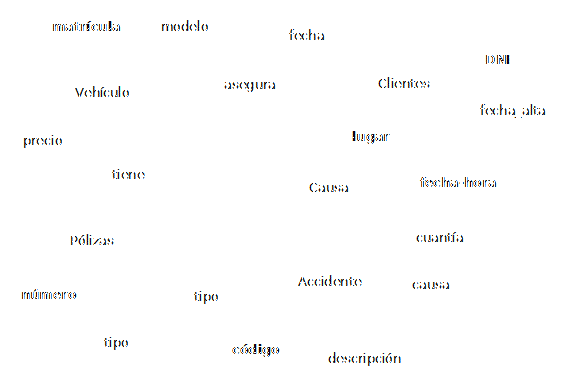 matrícula
modelo
fecha
DNI
Vehículo
asegura
Clientes
fecha_alta
precio
lugar
tiene
Causa
fecha-hora
Pólizas
cuantía
número
tipo
Accidente
causa
tipo
código
descripción